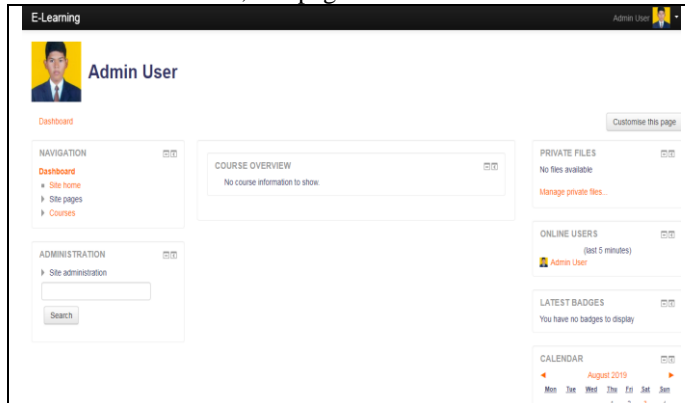 E-Learning
Admin User
Admin User
Dashboard
Customise this page
NAVIGATION
Dashboard
Site home
Site pages
Courses
ADMINISTRATION
Site administration
Search
COURSE OVERVIEW
No course information to show.
PRIVATE FILES
No files available
Manage private files...
ONLINE USERS
(last 5 minutes)
Admin User
LATEST BADGES
You have no badges to display
CALENDAR
August 2019
Mon Tue Wed Thu Fri Sat Sun